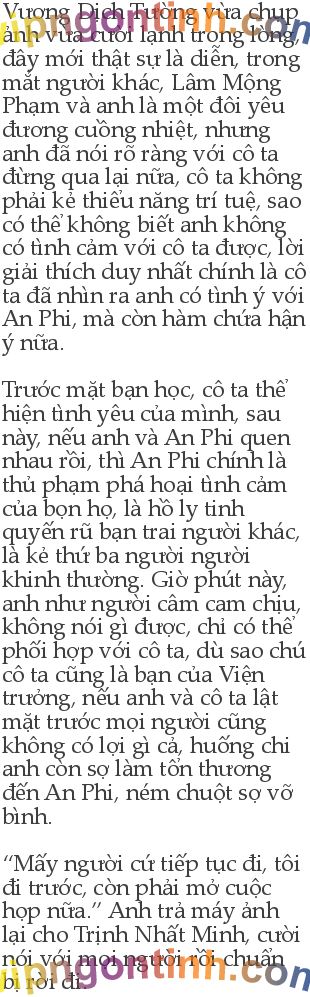 Vương Dịch Tường vừa chụp
ảnh vừa cười lạnh trong lòng,
đây mới thật sự là diễn, trong
mắt người khác, Lâm Mộng
Phạm và anh là một đôi yêu
đương cuồng nhiệt, nhưng
anh đã nói rõ ràng với cô ta
đừng qua lại nữa, cô ta không
phải kẻ thiểu năng trí tuệ, sao
có thể không biết anh không
có tình cảm với cô ta được, lời
giải thích duy nhất chính là cô
ta đã nhìn ra anh có tình ý với
An Phi, mà còn hàm chứa hận
ý nữa.
Trước mặt bạn học, cô ta thể
hiện tình yêu của mình, sau
này, nếu anh và An Phi quen
nhau rồi, thì An Phi chính là
thủ phạm phá hoại tình cảm
của bọn họ, là hồ ly tinh
quyến rũ bạn trai người khác,
là kẻ thứ ba người người
khinh thường. Giờ phút này,
anh như người câm cam chịu,
không nói gì được, chỉ có thể
phối hợp với cô ta, dù sao chú
cô ta cũng là bạn của Viện
trưởng, nếu anh và cô ta lật
mặt trước mọi người cũng
không có lợi gì cả, huống chi
anh còn sợ làm tổn thương
đến An Phi, ném chuột sợ vỡ
bình.
“Mấy người cứ tiếp tục đi, tôi
đi trước, còn phải mở cuộc
họp nữa.” Anh trả máy ảnh
lại cho Trịnh Nhất Minh, cười
nói với mọi người rồi chuẩn
bị rời đi.
vipngontinh.com
vipngontinh.com